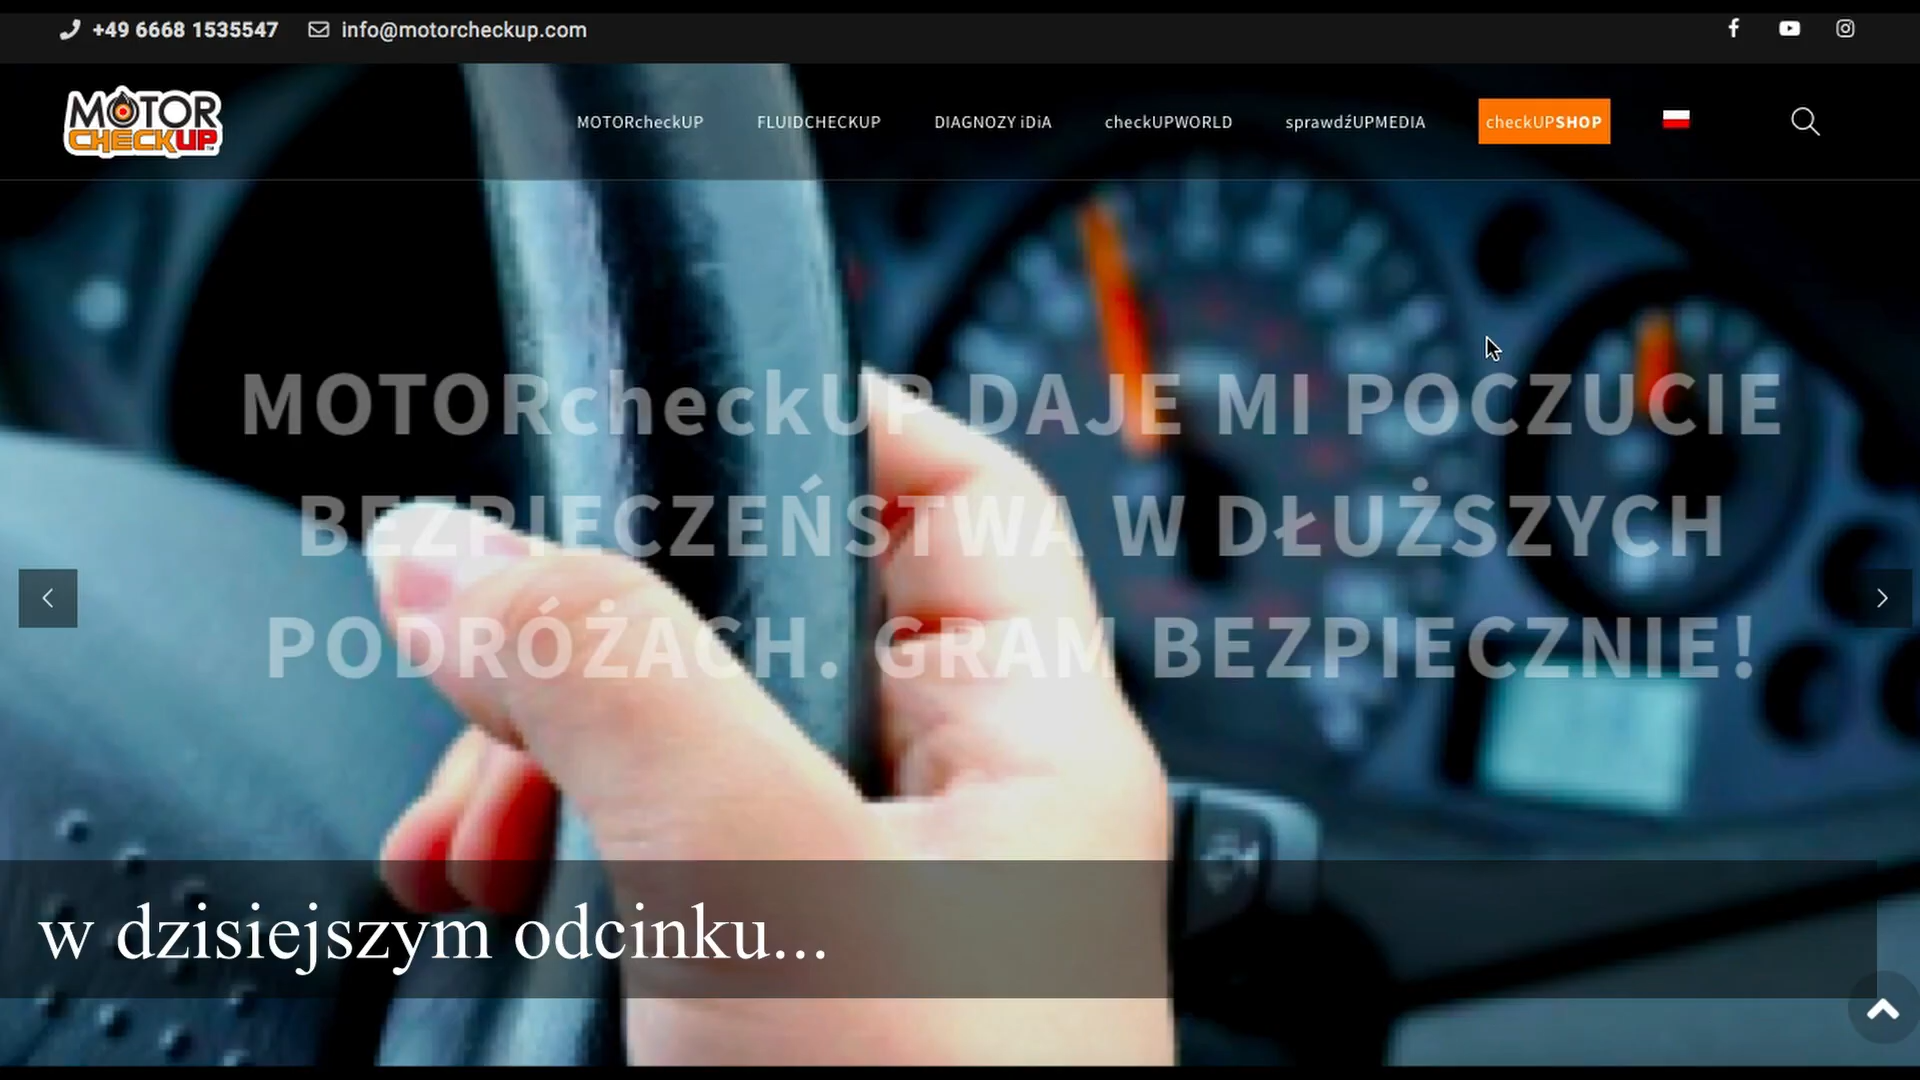 +49 6668 1535547 info@motorcheckup.com
MOTOR
CHECKUP
MOTORcheckUP FLUIDCHECKUP DIAGNOZY iDiA checkUPWORLD sprawdźUPMEDIA checkUPSHOP
MOTORcheckUP DAJE MI POCZUCIE
BEZPIECZEŃSTWA W DŁUŻSZYCH
PODRÓŻACH. GRAM BEZPIECZNIE!
w dzisiejszym odcinku...